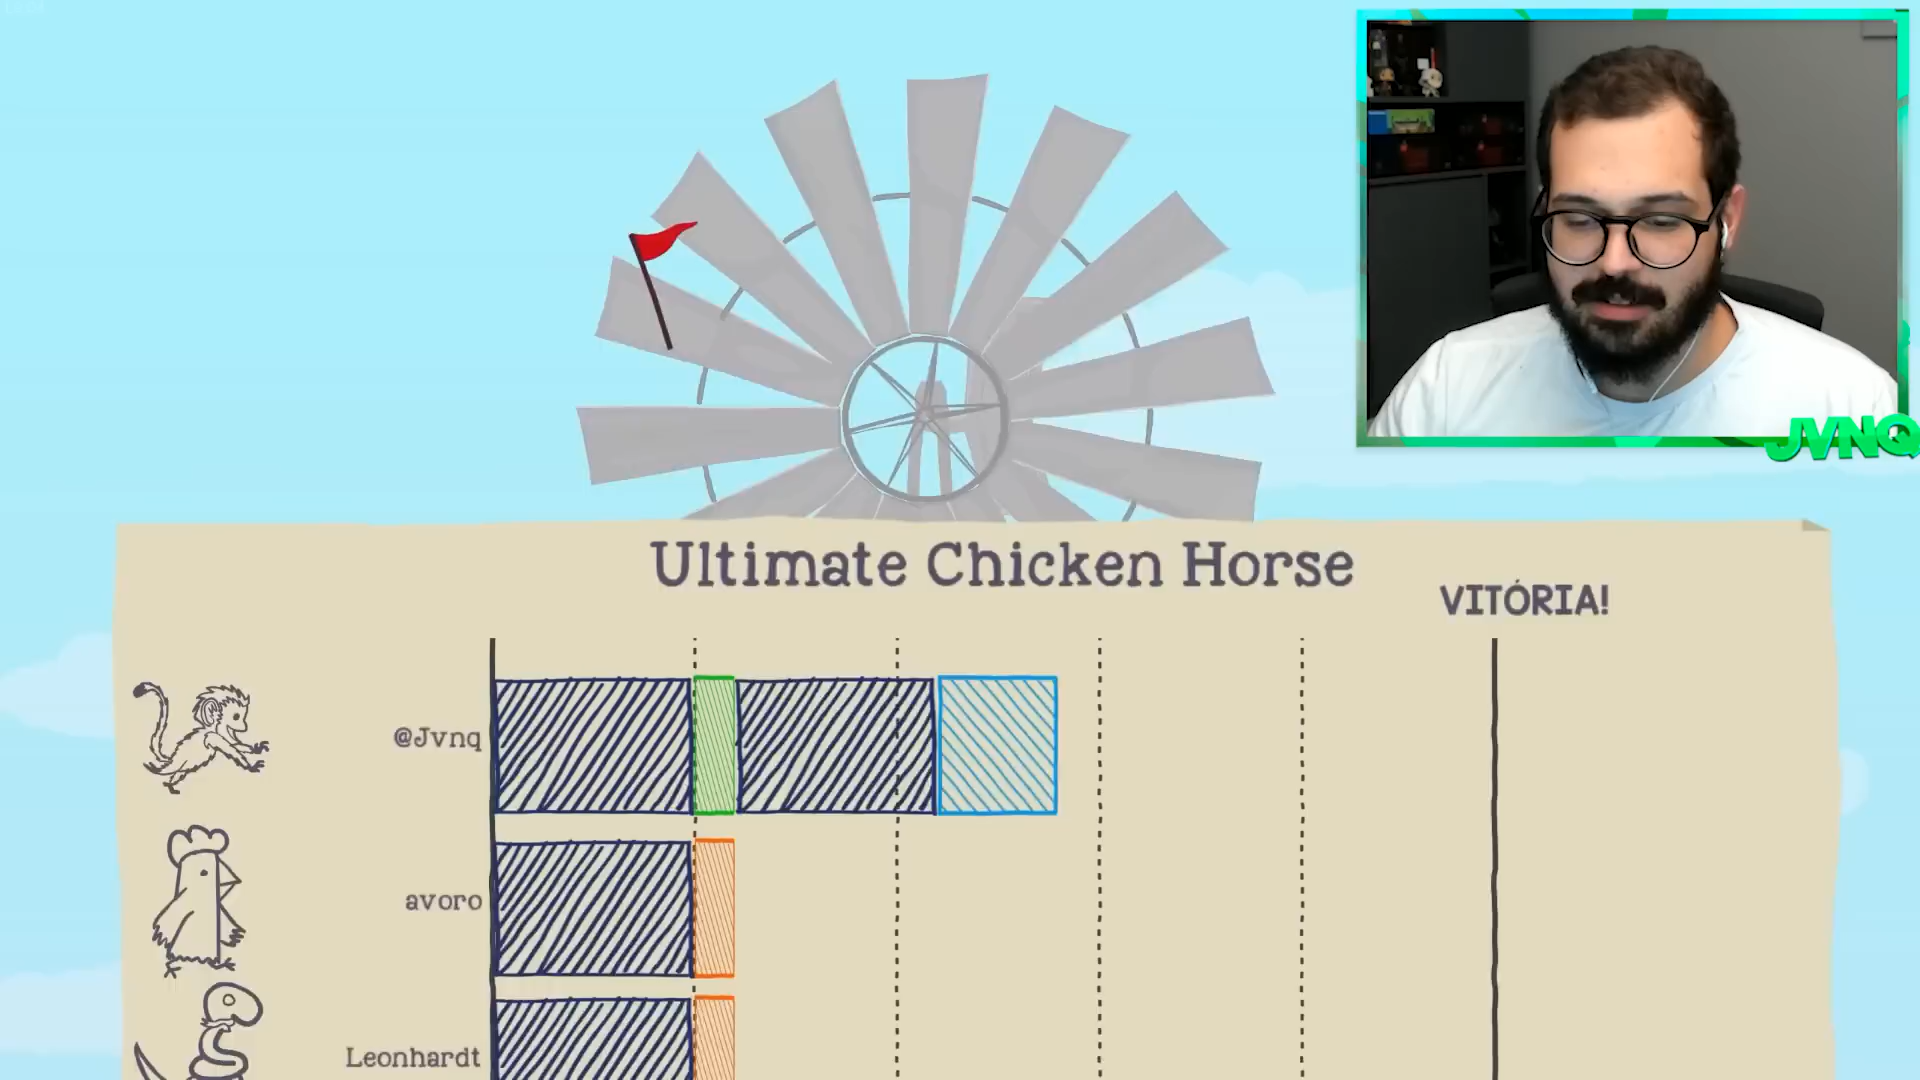 JVNQ
Ultimate Chicken Horse
VITÓRIA!
@Jvnq
avoro
Leonhardt